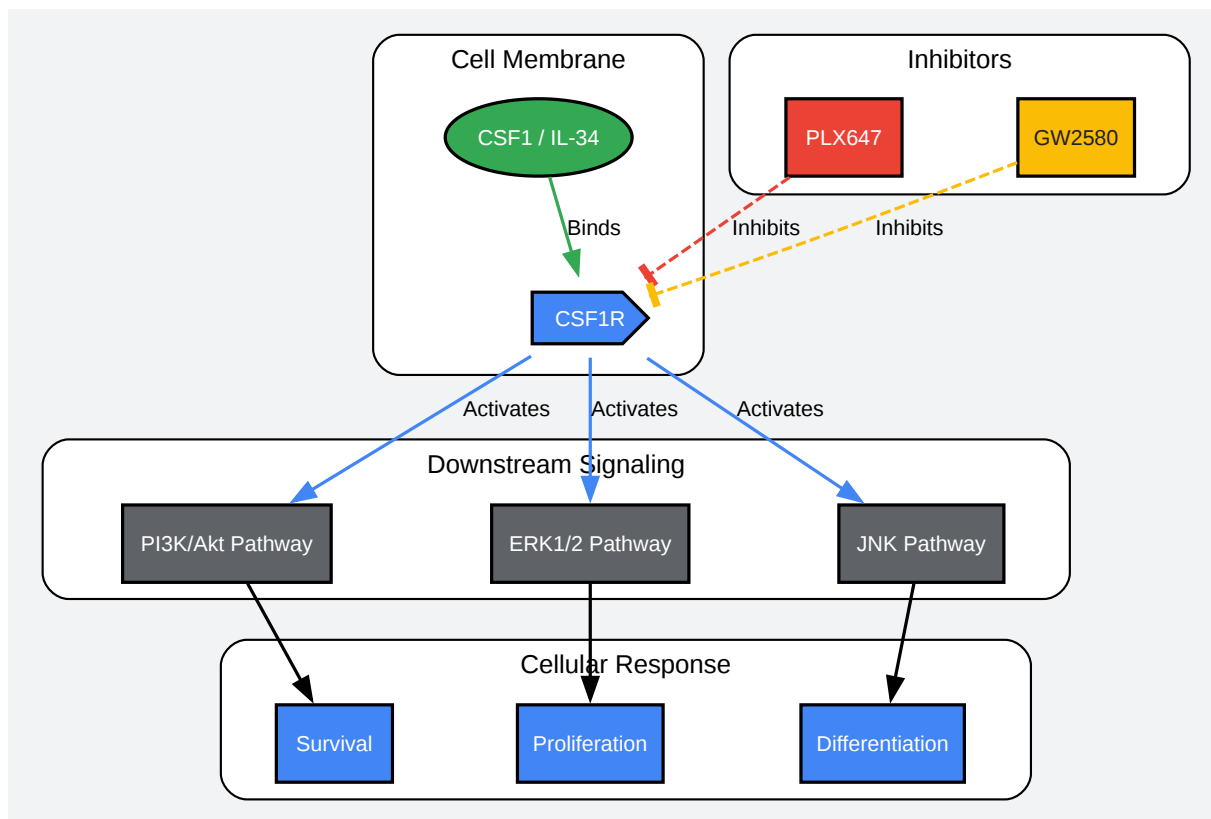 Cell Membrane
Inhibitors
CSF1 / IL-34
PLX647
GW2580
Binds
Inhibits
Inhibits
CSF1R
Activates
Activates
Activates
Downstream Signaling
PI3K/Akt Pathway
ERK1/2 Pathway
JNK Pathway
Cellular Response
Survival
Proliferation
Differentiation